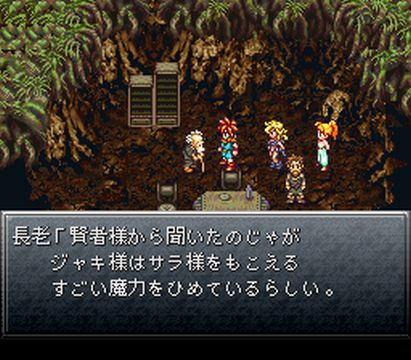 長老「賢者様から聞いたのじゃが
ジャキ様はサラ様をもこえる
すごい魔力をひめているらしい。